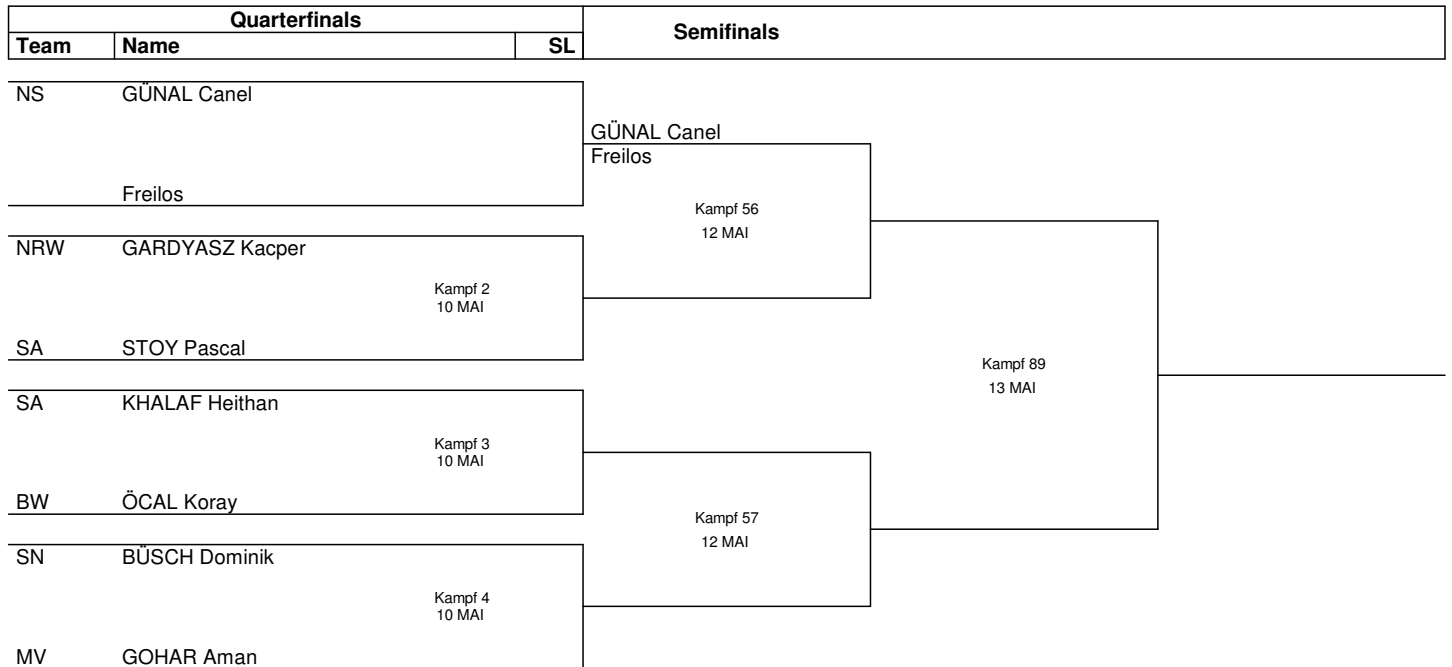 Quarterfinals
Semifinals
Team Name SL
NS GÜNAL Canel
GÜNAL Canel
Freilos
Freilos
Kampf 56
12 MAI
NRW GARDYASZ Kacper
Kampf 2
10 MAI
SA STOY Pascal
Kampf 89
13 MAI
SA KHALAF Heithan
Kampf 3
10 MAI
BW ÖCAL Koray
Kampf 57
12 MAI
SN BÜSCH Dominik
Kampf 4
10 MAI
MV GOHAR Aman